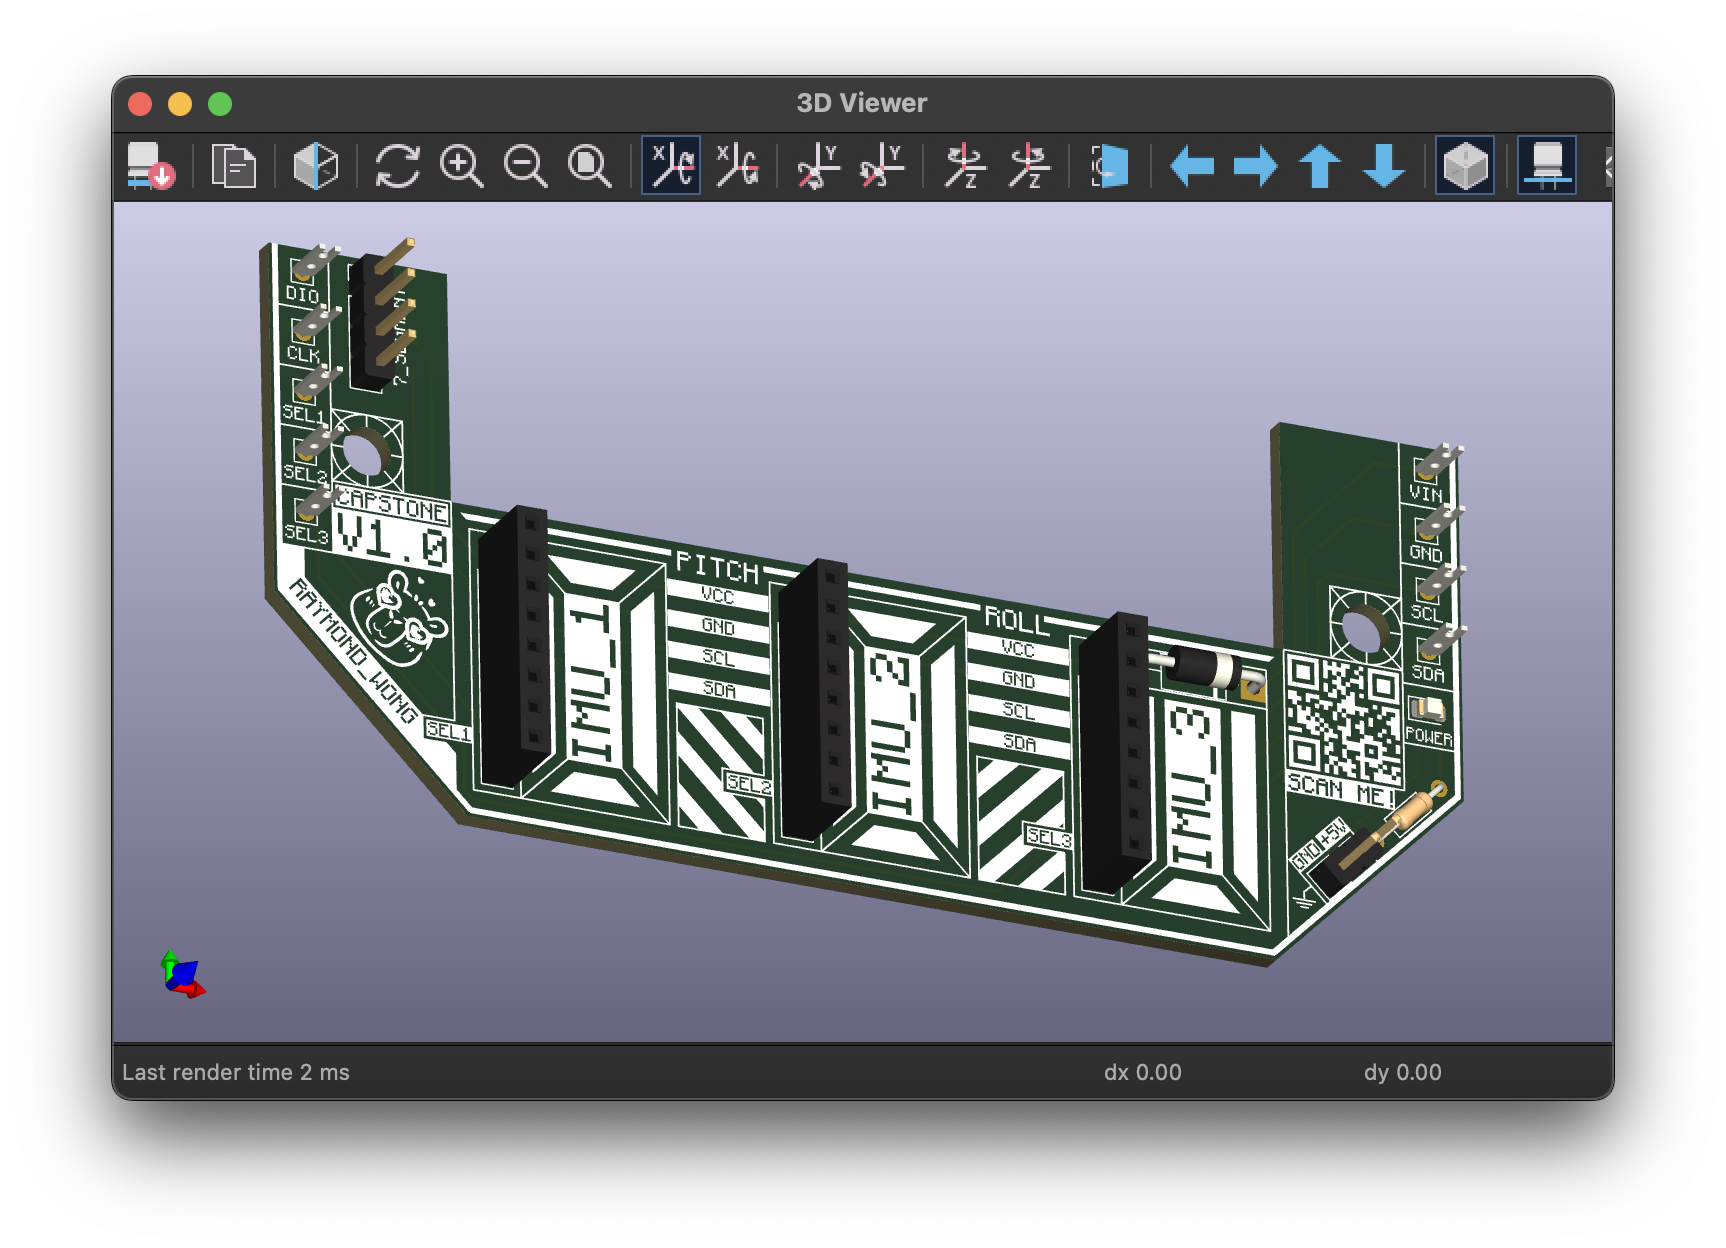 3D Viewer
DIO
CLK
SEL1
SEL2
SEL3
CAPSTONE
V1.0
RAYMOND_WONG
PITCH
VCC
GND
SCL
SDA
SEL1
IMU_1
SEL2
IMU_2
ROLL
VCC
GND
SCL
SDA
SEL3
IMU_3
VIN
GND
SCL
SDA
POWER
SCAN ME!
GND
+5V
X
X
Y
Y
Z
Z
Last render time 2 ms
dx 0.00
dy 0.00